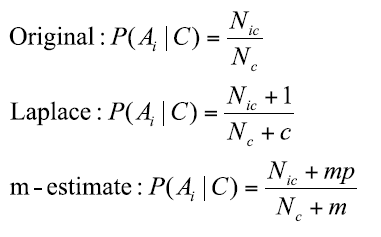 Original : P(A_i | C) = N_ic / N_c
Laplace : P(A_i | C) = (N_ic + 1) / (N_c + c)
m - estimate : P(A_i | C) = (N_ic + mp) / (N_c + m)